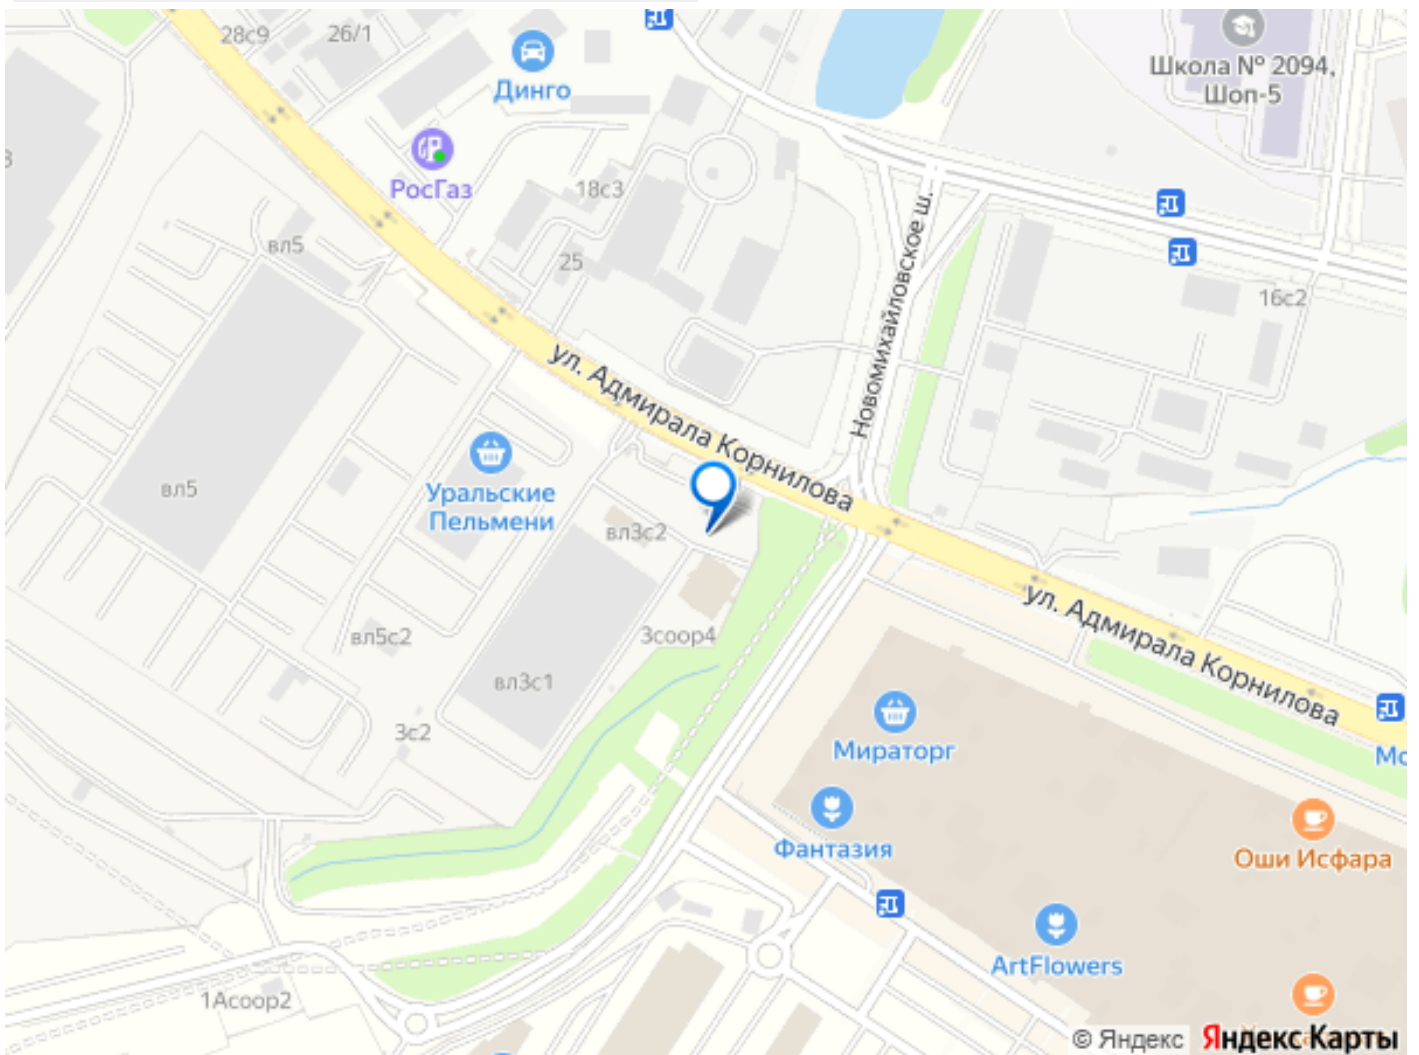 28с9
26/1
Динго
Школа № 2094,
Шоп-5
РосГаз
18с3
Новомихайловское ш.
вл5
25
16с2
ул. Адмирала Корнилова
Уральские
Пельмени
вл5
вл3с2
ул. Адмирала Корнилова
вл5с2
3соор4
вл3с1
3с2
Мираторг
Фантазия
Оши Исфара
ArtFlowers
1Асоор2
© Яндекс
Яндекс Карты